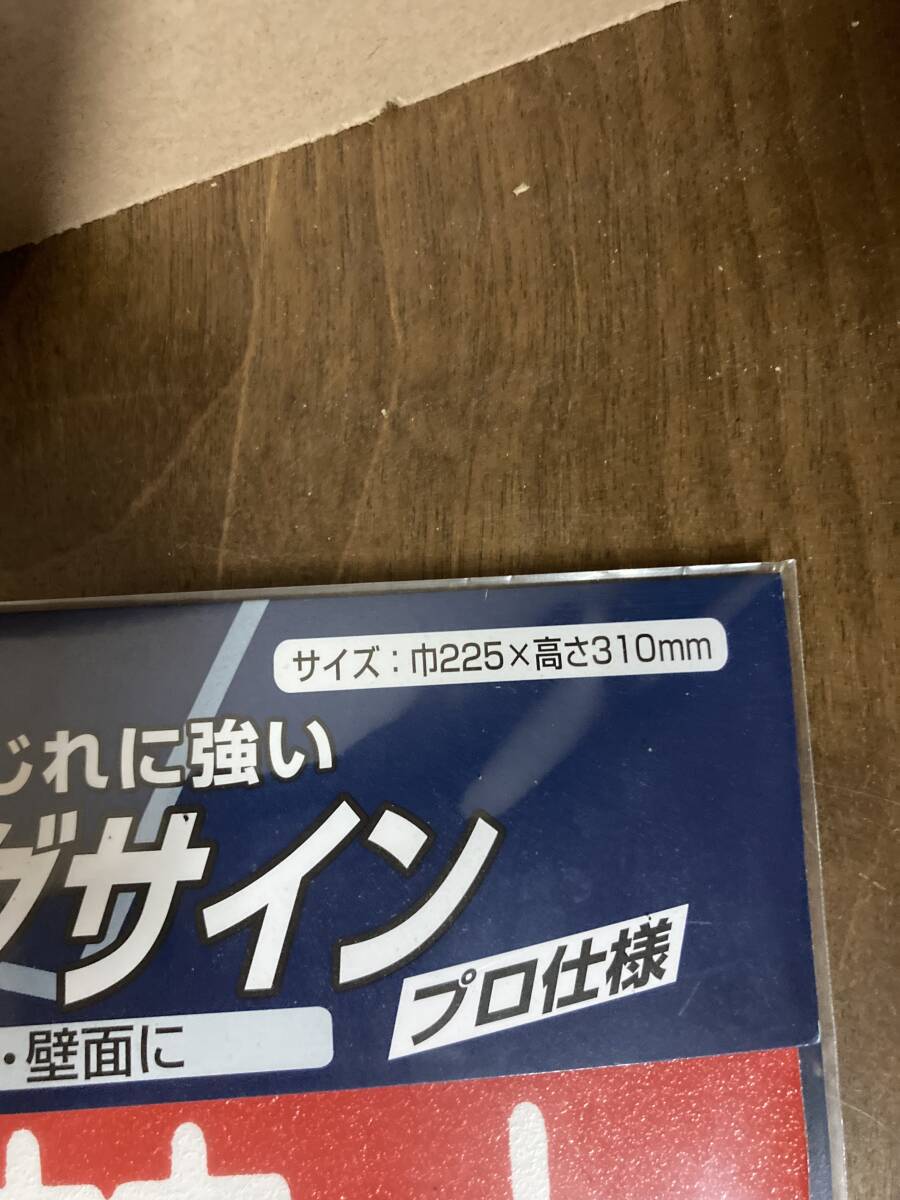 サイズ：巾225×高さ310mm
じれに強い
グサイン
プロ仕様
・壁面に